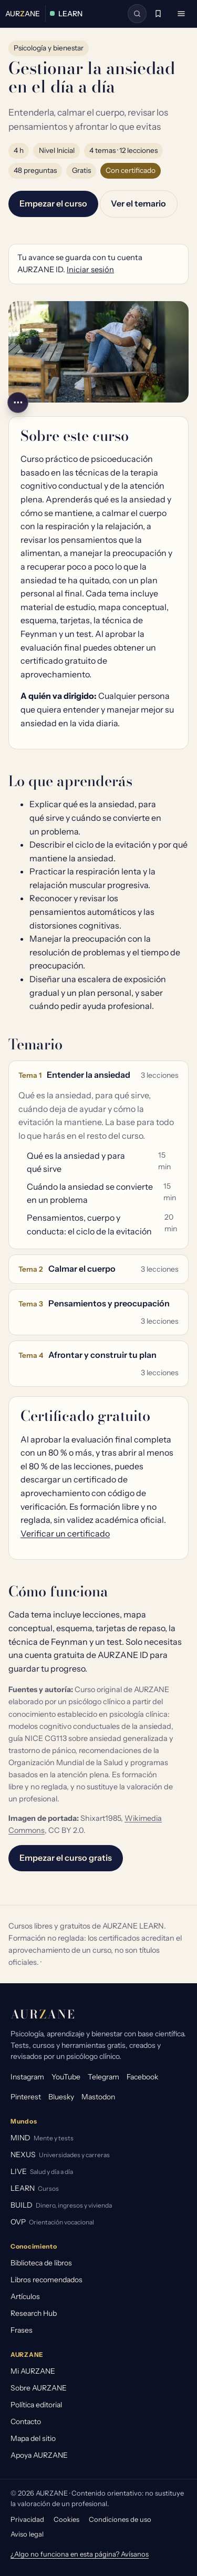 AURZANE LEARN
Psicología y bienestar
Gestionar la ansiedad
en el día a día
Entenderla, calmar el cuerpo, revisar los
pensamientos y afrontar lo que evitas
4 h Nivel Inicial 4 temas · 12 lecciones
48 preguntas Gratis Con certificado
Empezar el curso Ver el temario
Tu avance se guarda con tu cuenta
AURZANE ID. Iniciar sesión
Sobre este curso
Curso práctico de psicoeducación
basado en las técnicas de la terapia
cognitivo conductual y de la atención
plena. Aprenderás qué es la ansiedad y
cómo se mantiene, a calmar el cuerpo
con la respiración y la relajación, a
revisar los pensamientos que la
alimentan, a manejar la preocupación y
a recuperar poco a poco lo que la
ansiedad te ha quitado, con un plan
personal al final. Cada tema incluye
material de estudio, mapa conceptual,
esquema, tarjetas, la técnica de
Feynman y un test. Al aprobar la
evaluación final puedes obtener un
certificado gratuito de
aprovechamiento.
A quién va dirigido: Cualquier persona
que quiera entender y manejar mejor su
ansiedad en la vida diaria.
Lo que aprenderás
• Explicar qué es la ansiedad, para
qué sirve y cuándo se convierte en
un problema.
• Describir el ciclo de la evitación y por qué
mantiene la ansiedad.
• Practicar la respiración lenta y la
relajación muscular progresiva.
• Reconocer y revisar los
pensamientos automáticos y las
distorsiones cognitivas.
• Manejar la preocupación con la
resolución de problemas y el tiempo de
preocupación.
• Diseñar una escalera de exposición
gradual y un plan personal, y saber
cuándo pedir ayuda profesional.
Temario
Tema 1 Entender la ansiedad 3 lecciones
Qué es la ansiedad, para qué sirve,
cuándo deja de ayudar y cómo la
evitación la mantiene. La base para todo
lo que harás en el resto del curso.
Qué es la ansiedad y para 15
qué sirve min
Cuándo la ansiedad se convierte 15
en un problema min
Pensamientos, cuerpo y 20
conducta: el ciclo de la evitación min
Tema 2 Calmar el cuerpo 3 lecciones
Tema 3 Pensamientos y preocupación
3 lecciones
Tema 4 Afrontar y construir tu plan
3 lecciones
Certificado gratuito
Al aprobar la evaluación final completa
con un 80 % o más, y tras abrir al menos
el 80 % de las lecciones, puedes
descargar un certificado de
aprovechamiento con código de
verificación. Es formación libre y no
reglada, sin validez académica oficial.
Verificar un certificado
Cómo funciona
Cada tema incluye lecciones, mapa
conceptual, esquema, tarjetas de repaso, la
técnica de Feynman y un test. Solo necesitas
una cuenta gratuita de AURZANE ID para
guardar tu progreso.
Fuentes y autoría: Curso original de AURZANE
elaborado por un psicólogo clínico a partir del
conocimiento establecido en psicología clínica:
modelos cognitivo conductuales de la ansiedad,
guía NICE CG113 sobre ansiedad generalizada y
trastorno de pánico, recomendaciones de la
Organización Mundial de la Salud y programas
basados en la atención plena. Es formación
libre y no reglada, y no sustituye la valoración de
un profesional.
Imagen de portada: Shixart1985, Wikimedia
Commons, CC BY 2.0.
Empezar el curso gratis
Cursos libres y gratuitos de AURZANE LEARN.
Formación no reglada: los certificados acreditan el
aprovechamiento de un curso, no son títulos
oficiales. ·
AURZANE
Psicología, aprendizaje y bienestar con base científica.
Tests, cursos y herramientas gratis, creados y
revisados por un psicólogo clínico.
Instagram YouTube Telegram Facebook
Pinterest Bluesky Mastodon
Mundos
MIND Mente y tests
NEXUS Universidades y carreras
LIVE Salud y día a día
LEARN Cursos
BUILD Dinero, ingresos y vivienda
OVP Orientación vocacional
Conocimiento
Biblioteca de libros
Libros recomendados
Artículos
Research Hub
Frases
AURZANE
Mi AURZANE
Sobre AURZANE
Política editorial
Contacto
Mapa del sitio
Apoya AURZANE
© 2026 AURZANE · Contenido orientativo: no sustituye
la valoración de un profesional.
Privacidad Cookies Condiciones de uso
Aviso legal
¿Algo no funciona en esta página? Avísanos